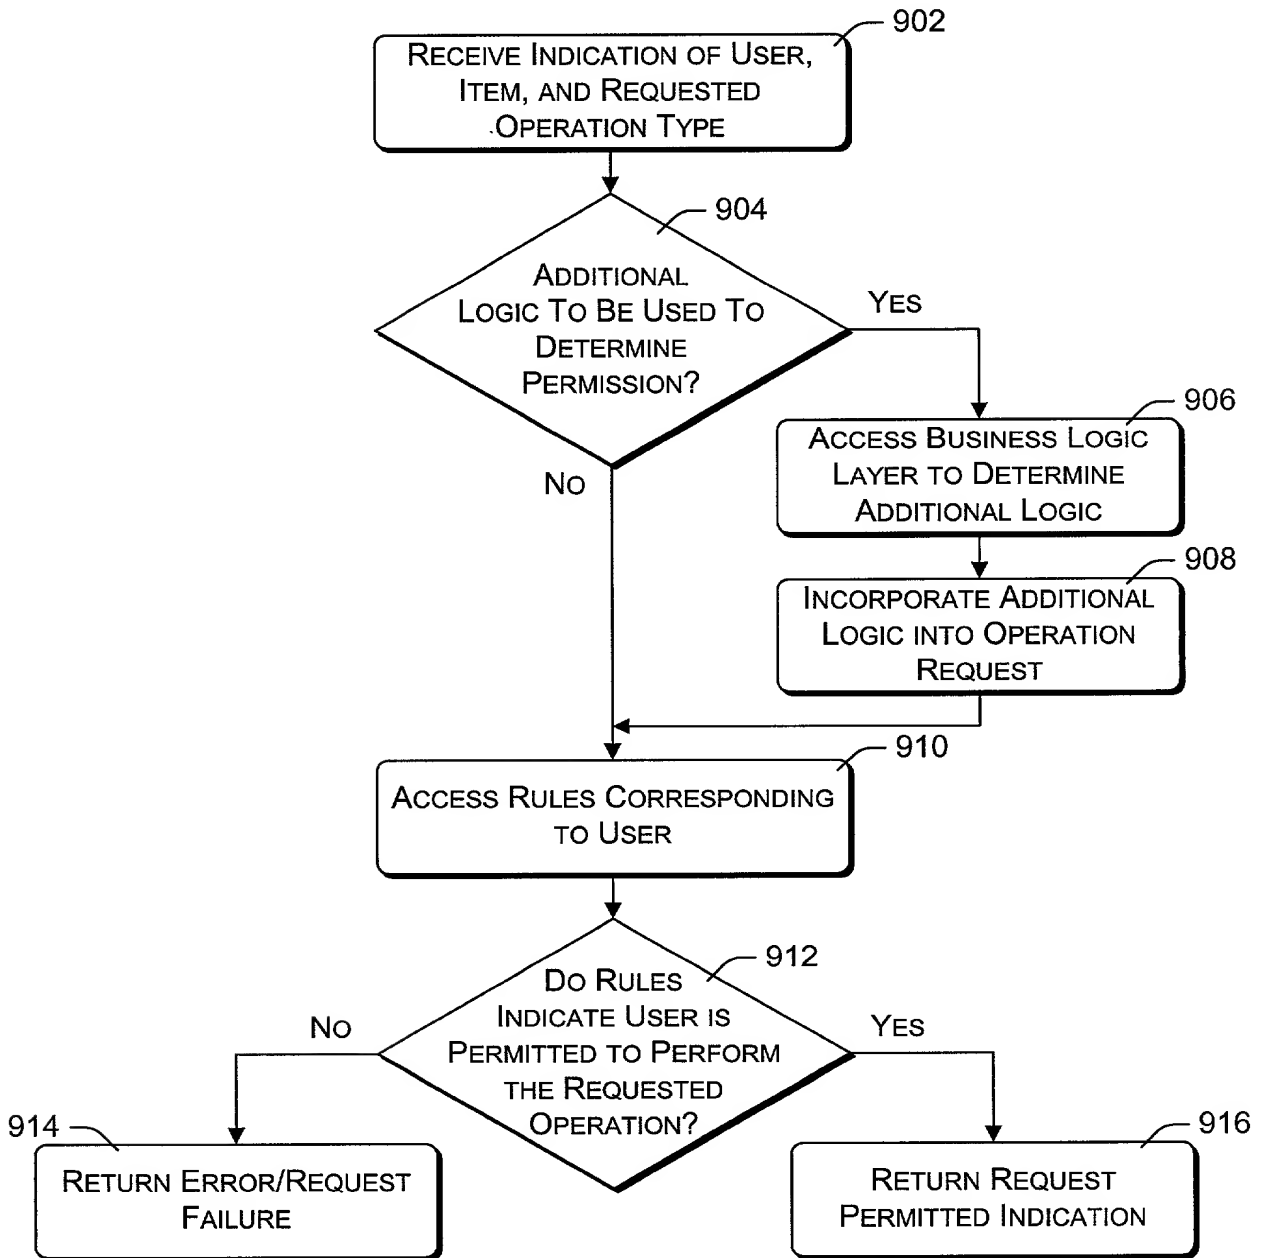 902
RECEIVE INDICATION OF USER,
ITEM, AND REQUESTED
OPERATION TYPE
904
ADDITIONAL
LOGIC TO BE USED TO
DETERMINE
PERMISSION?
YES
NO
906
ACCESS BUSINESS LOGIC
LAYER TO DETERMINE
ADDITIONAL LOGIC
908
INCORPORATE ADDITIONAL
LOGIC INTO OPERATION
REQUEST
910
ACCESS RULES CORRESPONDING
TO USER
912
DO RULES
INDICATE USER IS
PERMITTED TO PERFORM
THE REQUESTED
OPERATION?
NO
YES
914
RETURN ERROR/REQUEST
FAILURE
916
RETURN REQUEST
PERMITTED INDICATION